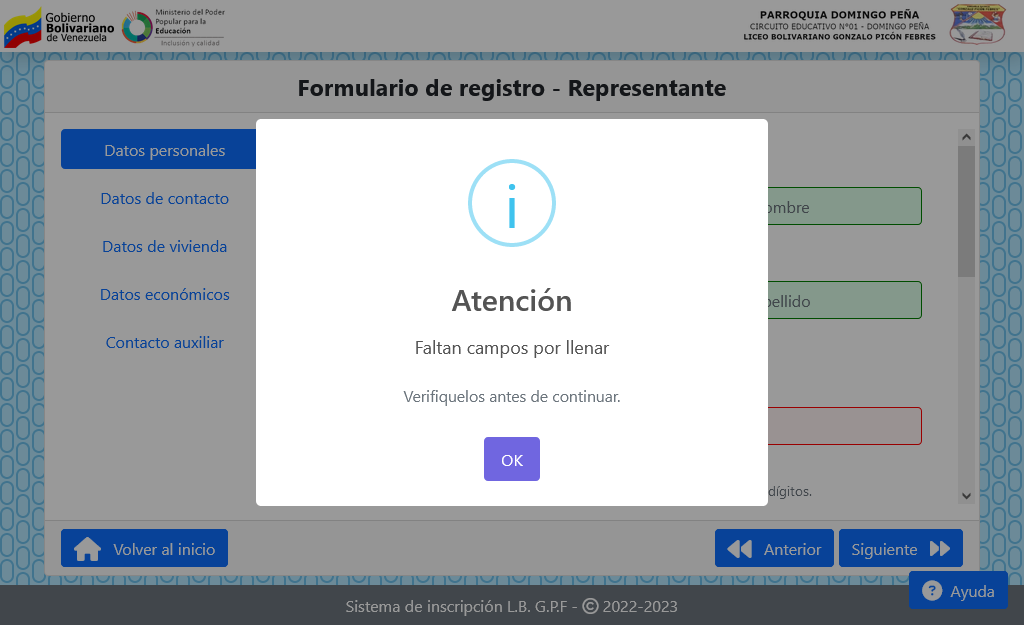 Gobierno
Bolivariano
de Venezuela
Ministerio del Poder
Popular para la
Educación
Inclusión y calidad
PARROQUIA DOMINGO PEÑA
CIRCUITO EDUCATIVO N°01 - DOMINGO PEÑA
LICEO BOLIVARIANO GONZALO PICÓN FEBRES
Formulario de registro - Representante
Datos personales
Datos de contacto
Datos de vivienda
Datos económicos
Contacto auxiliar
ombre
pellido
dígitos.
i
Atención
Faltan campos por llenar
Verifiquelos antes de continuar.
OK
Volver al inicio
Anterior
Siguiente
? Ayuda
Sistema de inscripción L.B. G.P.F - © 2022-2023